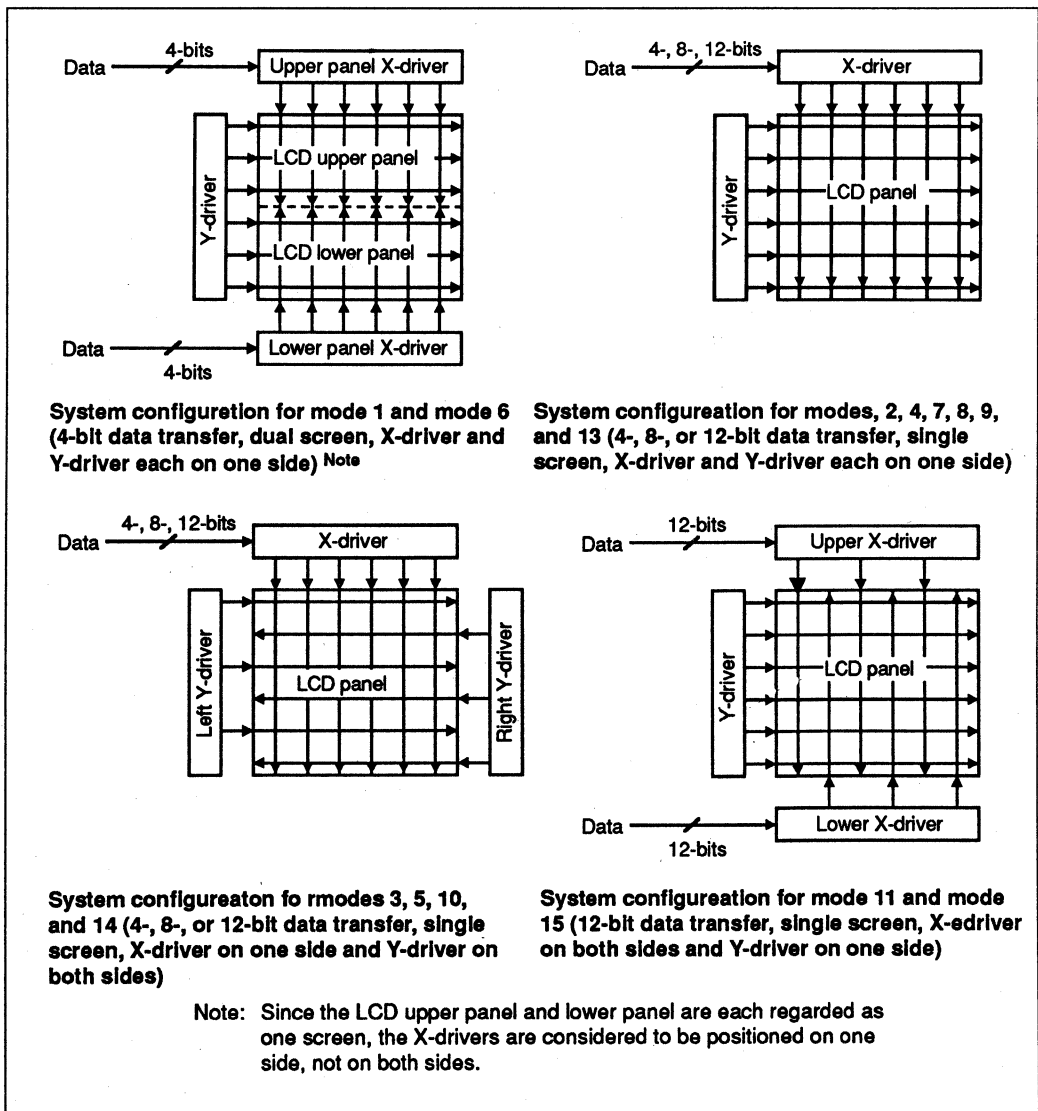 4-bits
Data
Upper panel X-driver
Y-driver
LCD upper panel
LCD lower panel
Data
Lower panel X-driver
4-bits
System configuretion for mode 1 and mode 6
(4-bit data transfer, dual screen, X-driver and
Y-driver each on one side) Note
4-, 8-, 12-bits
Data
X-driver
Y-driver
LCD panel
System configureation for modes, 2, 4, 7, 8, 9,
and 13 (4-, 8-, or 12-bit data transfer, single
screen, X-driver and Y-driver each on one side)
4-, 8-, 12-bits
Data
X-driver
Left Y-driver
LCD panel
Right Y-driver
System configureaton fo rmodes 3, 5, 10,
and 14 (4-, 8-, or 12-bit data transfer, single
screen, X-driver on one side and Y-driver on
both sides)
12-bits
Data
Upper X-driver
Y-driver
LCD panel
Data
Lower X-driver
12-bits
System configureation for mode 11 and mode
15 (12-bit data transfer, single screen, X-edriver
on both sides and Y-driver on one side)
Note: Since the LCD upper panel and lower panel are each regarded as
one screen, the X-drivers are considered to be positioned on one
side, not on both sides.